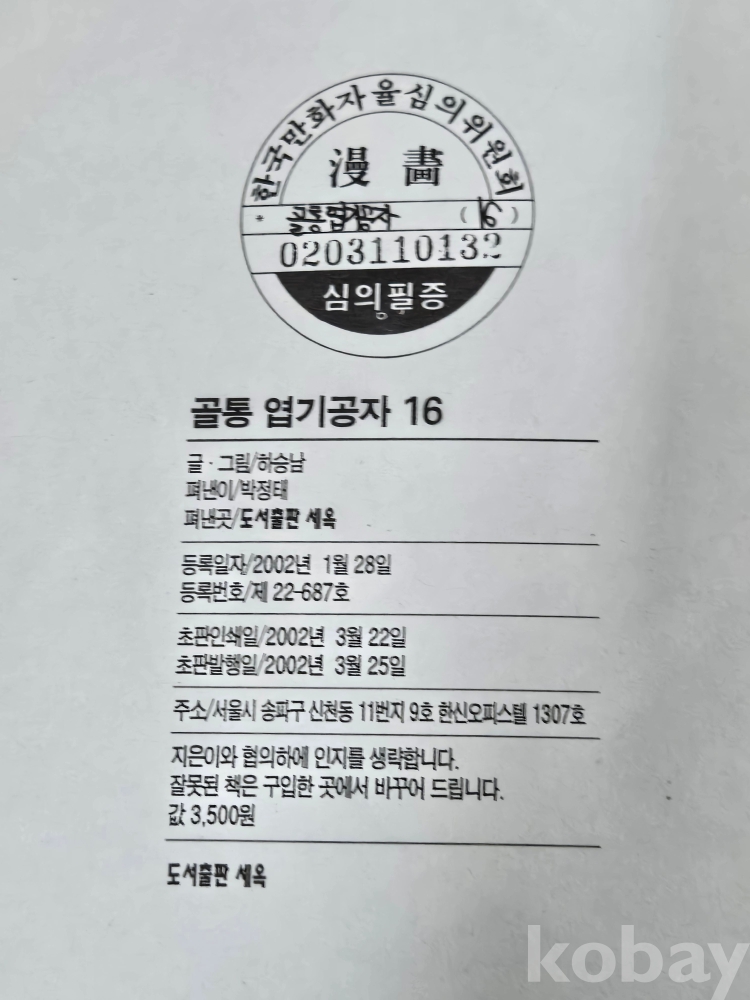 한국만화자율심의위원회
漫畵
* 골통엽기공자 (16)
0203110132
심의필증
골통 엽기공자 16
글·그림/하승남
펴낸이/박정태
펴낸곳/도서출판 세옥
등록일자/2002년 1월 28일
등록번호/제 22-687호
초판인쇄일/2002년 3월 22일
초판발행일/2002년 3월 25일
주소/서울시 송파구 신천동 11번지 9호 한신오피스텔 1307호
지은이와 협의하에 인지를 생략합니다.
잘못된 책은 구입한 곳에서 바꾸어 드립니다.
값 3,500원
도서출판 세옥
kobay